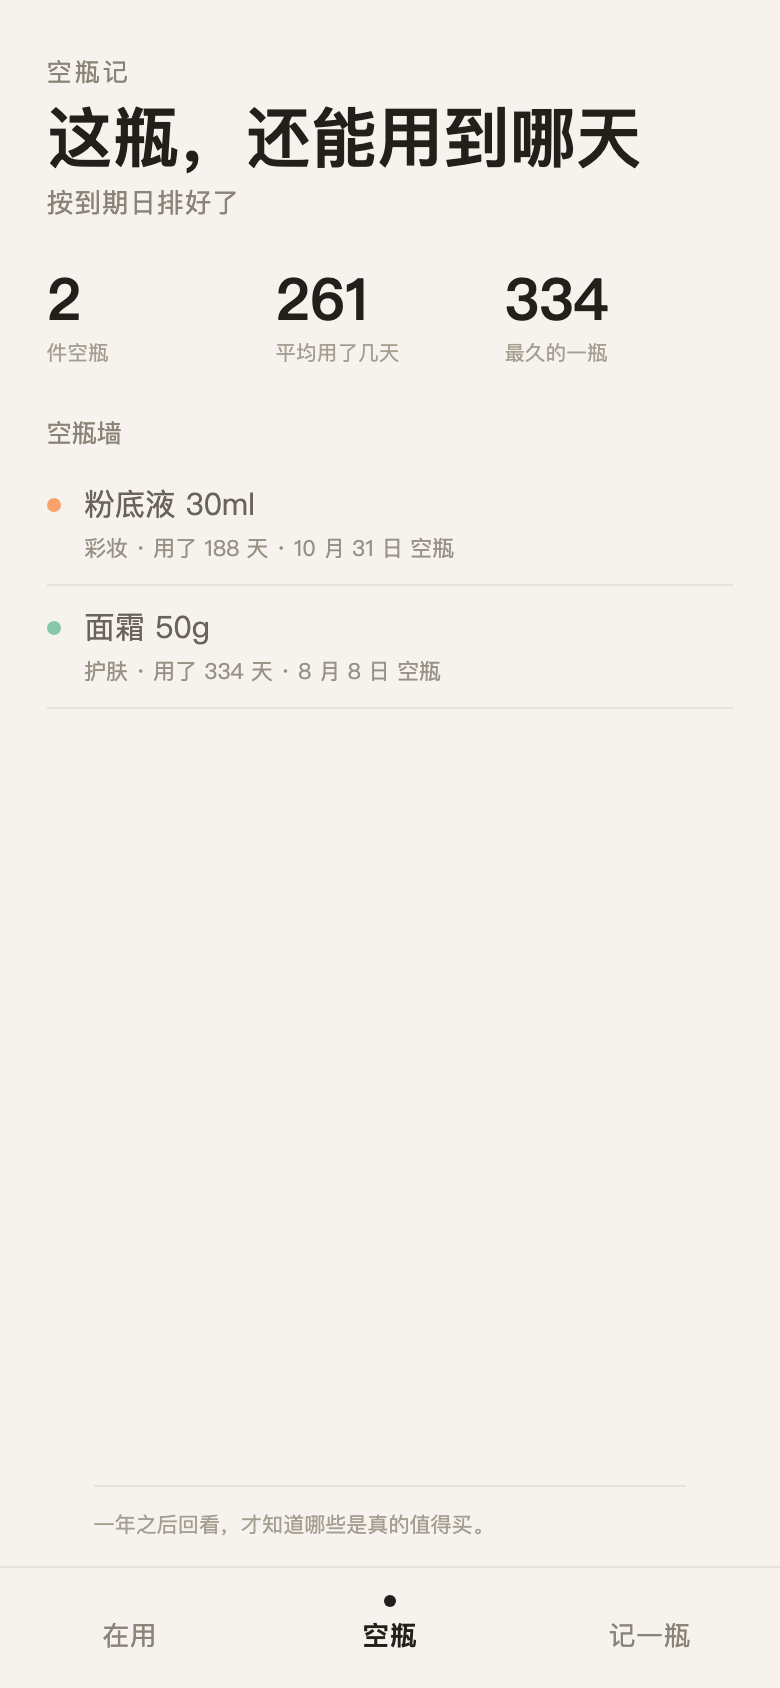 空瓶记
这瓶，还能用到哪天
按到期日排好了
2 261 334
件空瓶 平均用了几天 最久的一瓶
空瓶墙
粉底液 30ml
彩妆 · 用了 188 天 · 10 月 31 日 空瓶
面霜 50g
护肤 · 用了 334 天 · 8 月 8 日 空瓶
一年之后回看，才知道哪些是真的值得买。
在用 空瓶 记一瓶